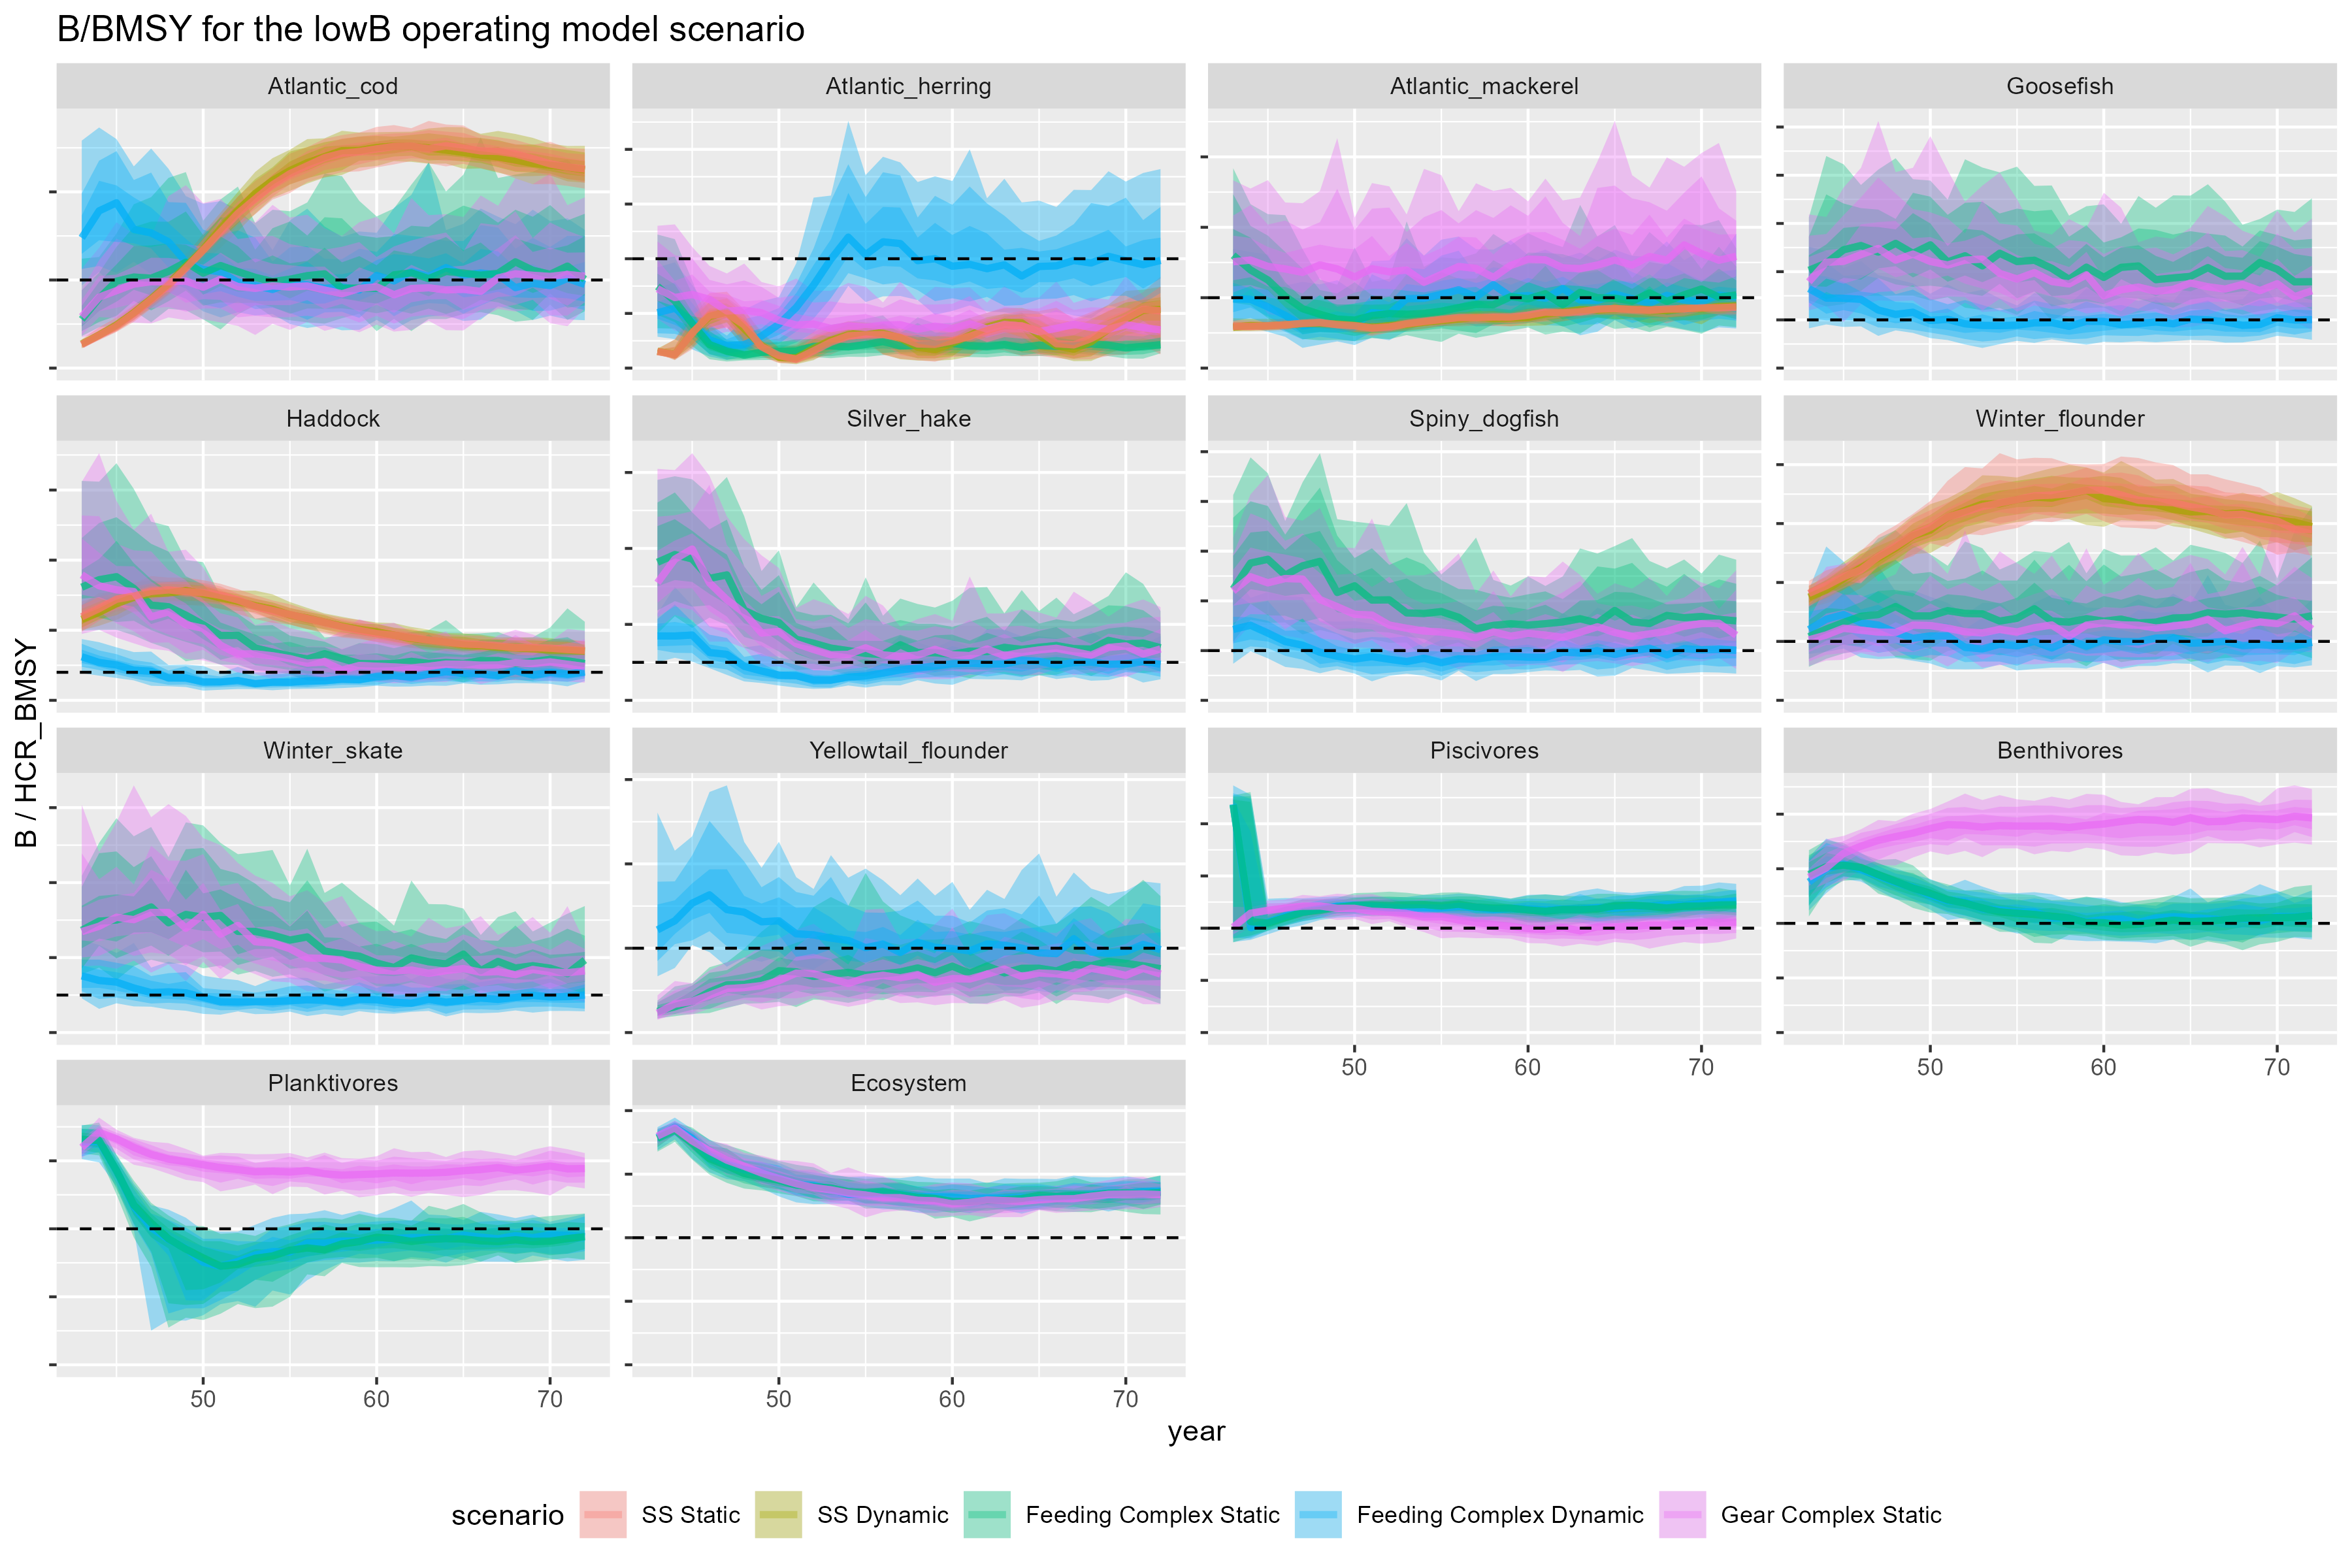 B/BMSY for the lowB operating model scenario
Atlantic_cod Atlantic_herring Atlantic_mackerel Goosefish
Haddock Silver_hake Spiny_dogfish Winter_flounder
B / HCR_BMSY
Winter_skate Yellowtail_flounder Piscivores Benthivores
50 60 70 50 60 70
Planktivores Ecosystem
50 60 70 50 60 70
year
scenario SS Static SS Dynamic Feeding Complex Static Feeding Complex Dynamic Gear Complex Static